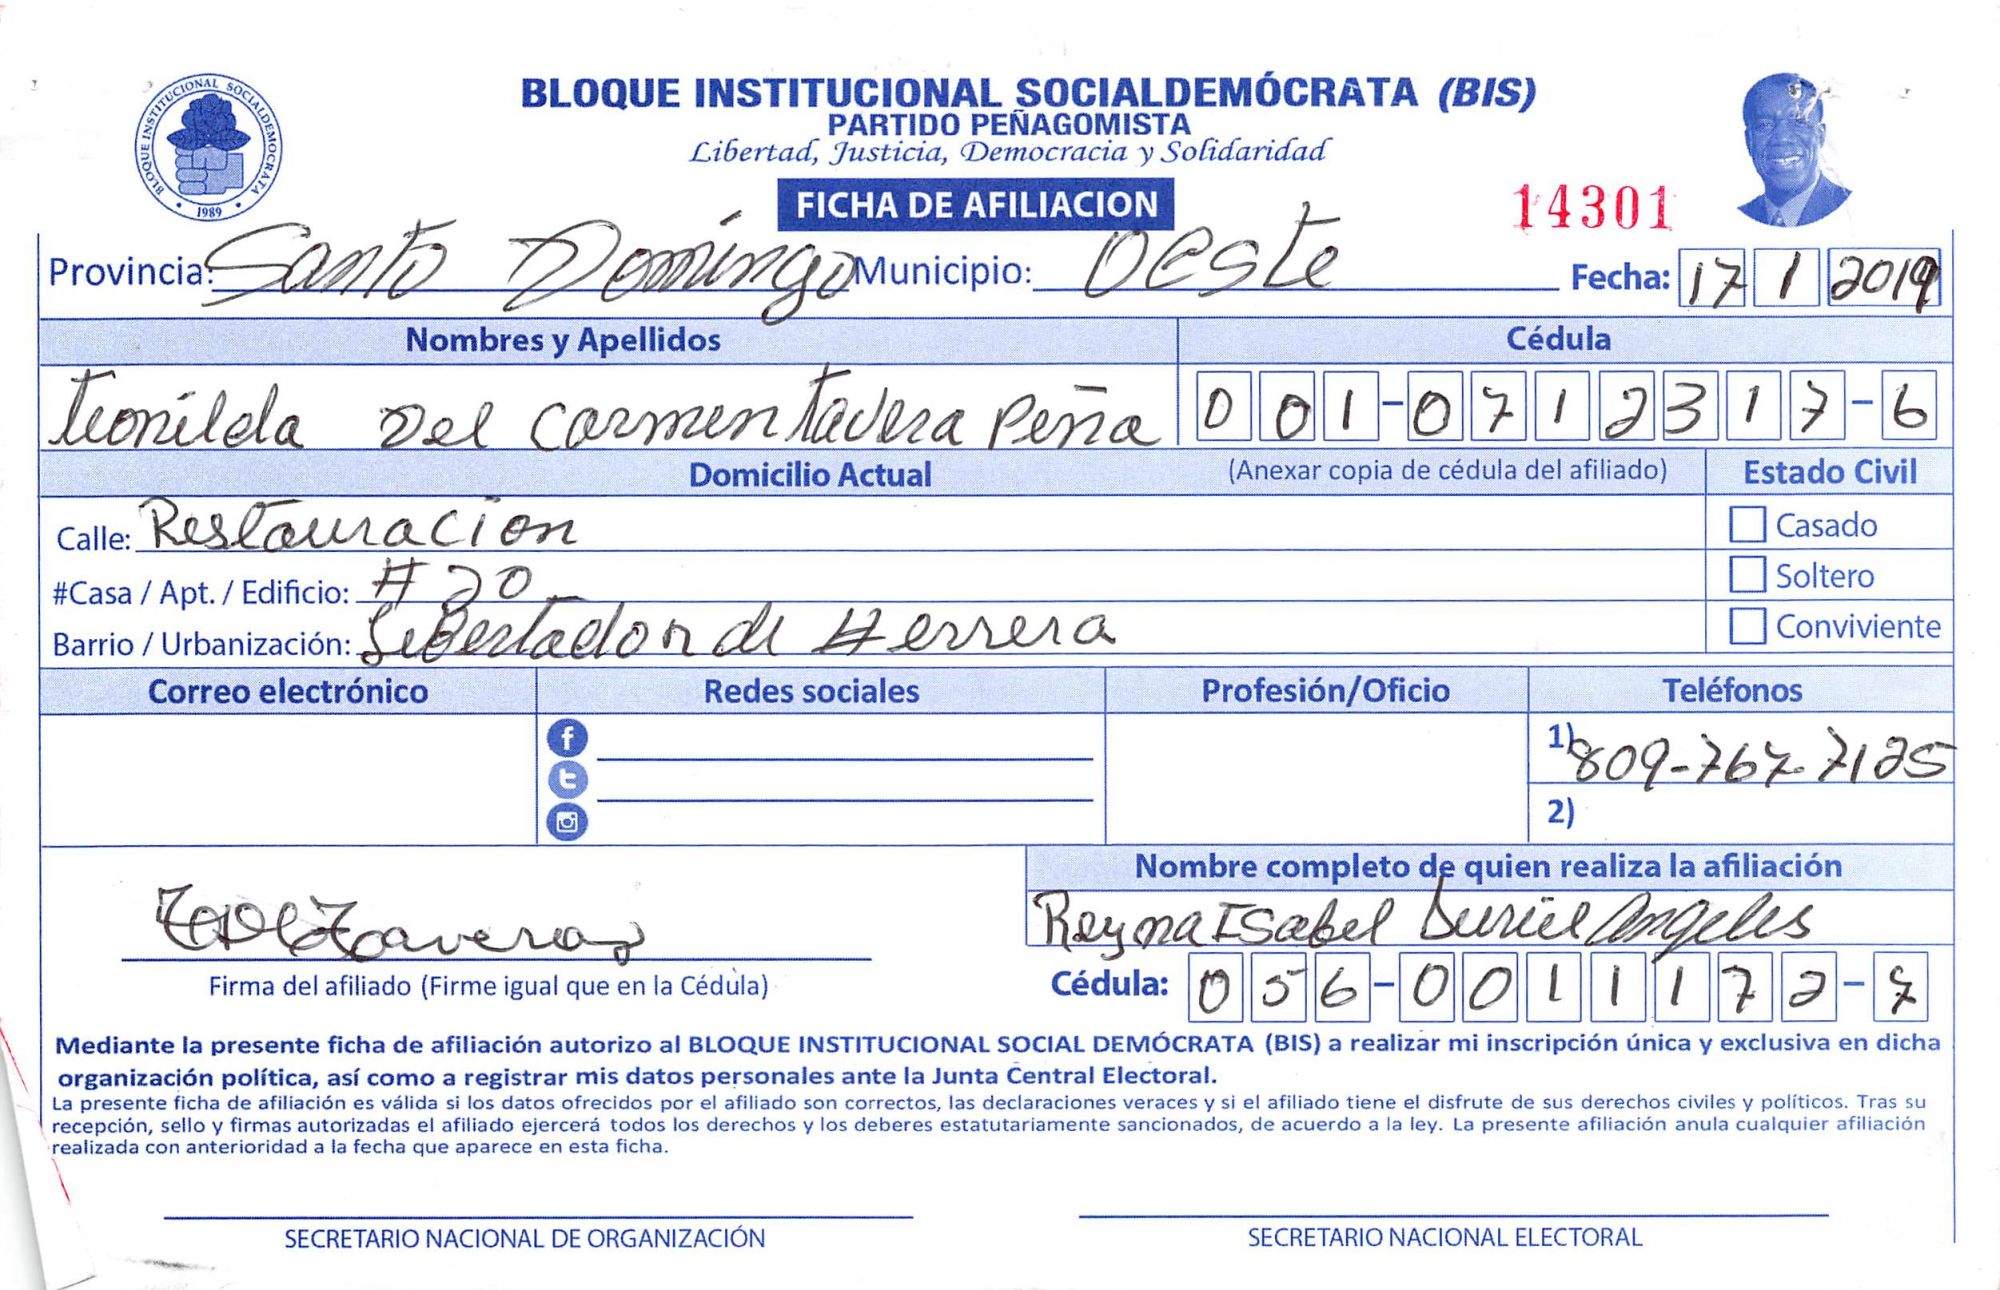 BLOQUE INSTITUCIONAL SOCIALDEMÓCRATA (BIS)
PARTIDO PEÑAGOMISTA
Libertad, Justicia, Democracia y Solidaridad
BLOQUE INSTITUCIONAL SOCIALDEMOCRATA
1989
FICHA DE AFILIACION
14301
Provincia: Santo Domingo Municipio: Oeste Fecha: 17 1 2019
Nombres y Apellidos Cédula
Teonilda Del Carmen Tavera Peña 001-0712317-6
Domicilio Actual (Anexar copia de cédula del afiliado) Estado Civil
Calle: Restauracion Casado
#Casa / Apt. / Edificio: #20 Soltero
Barrio / Urbanización: Libertador de Herrera Conviviente
Correo electrónico Redes sociales Profesión/Oficio Teléfonos
1) 809-767-7125
2)
Nombre completo de quien realiza la afiliación
Reyna Isabel Angeles
Firma del afiliado (Firme igual que en la Cédula) Cédula: 056-0011172-7
Mediante la presente ficha de afiliación autorizo al BLOQUE INSTITUCIONAL SOCIAL DEMÓCRATA (BIS) a realizar mi inscripción única y exclusiva en dicha
organización política, así como a registrar mis datos personales ante la Junta Central Electoral.
La presente ficha de afiliación es válida si los datos ofrecidos por el afiliado son correctos, las declaraciones veraces y si el afiliado tiene el disfrute de sus derechos civiles y políticos. Tras su
recepción, sello y firmas autorizadas el afiliado ejercerá todos los derechos y los deberes estatutariamente sancionados, de acuerdo a la ley. La presente afiliación anula cualquier afiliación
realizada con anterioridad a la fecha que aparece en esta ficha.
SECRETARIO NACIONAL DE ORGANIZACIÓN SECRETARIO NACIONAL ELECTORAL